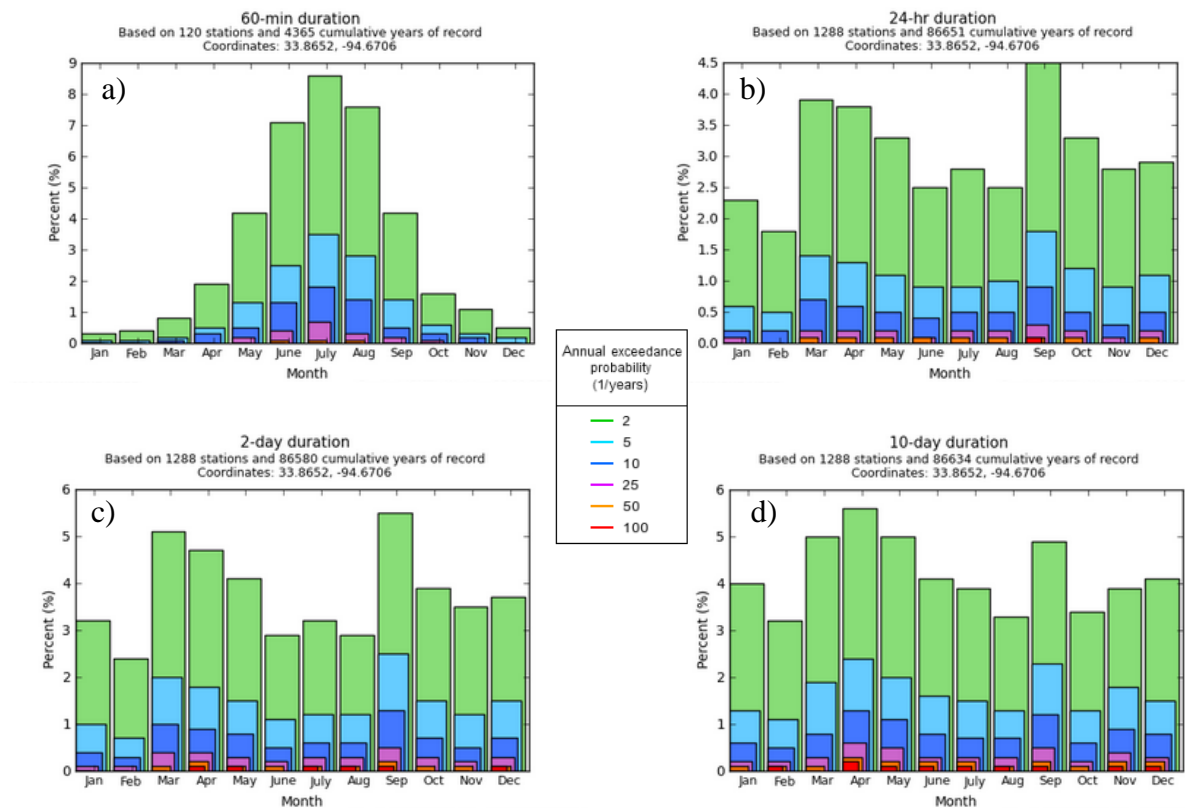 60-min duration
Based on 120 stations and 4365 cumulative years of record
Coordinates: 33.8652, -94.6706
a)
9
8
7
6
5
4
3
2
1
0
Percent (%)
Jan Feb Mar Apr May June July Aug Sep Oct Nov Dec
Month
24-hr duration
Based on 1288 stations and 86651 cumulative years of record
Coordinates: 33.8652, -94.6706
b)
4.5
4.0
3.5
3.0
2.5
2.0
1.5
1.0
0.5
0.0
Percent (%)
Jan Feb Mar Apr May June July Aug Sep Oct Nov Dec
Month
Annual exceedance
probability
(1/years)
2
5
10
25
50
100
2-day duration
Based on 1288 stations and 86580 cumulative years of record
Coordinates: 33.8652, -94.6706
c)
6
5
4
3
2
1
0
Percent (%)
Jan Feb Mar Apr May June July Aug Sep Oct Nov Dec
Month
10-day duration
Based on 1288 stations and 86634 cumulative years of record
Coordinates: 33.8652, -94.6706
d)
6
5
4
3
2
1
0
Percent (%)
Jan Feb Mar Apr May June July Aug Sep Oct Nov Dec
Month